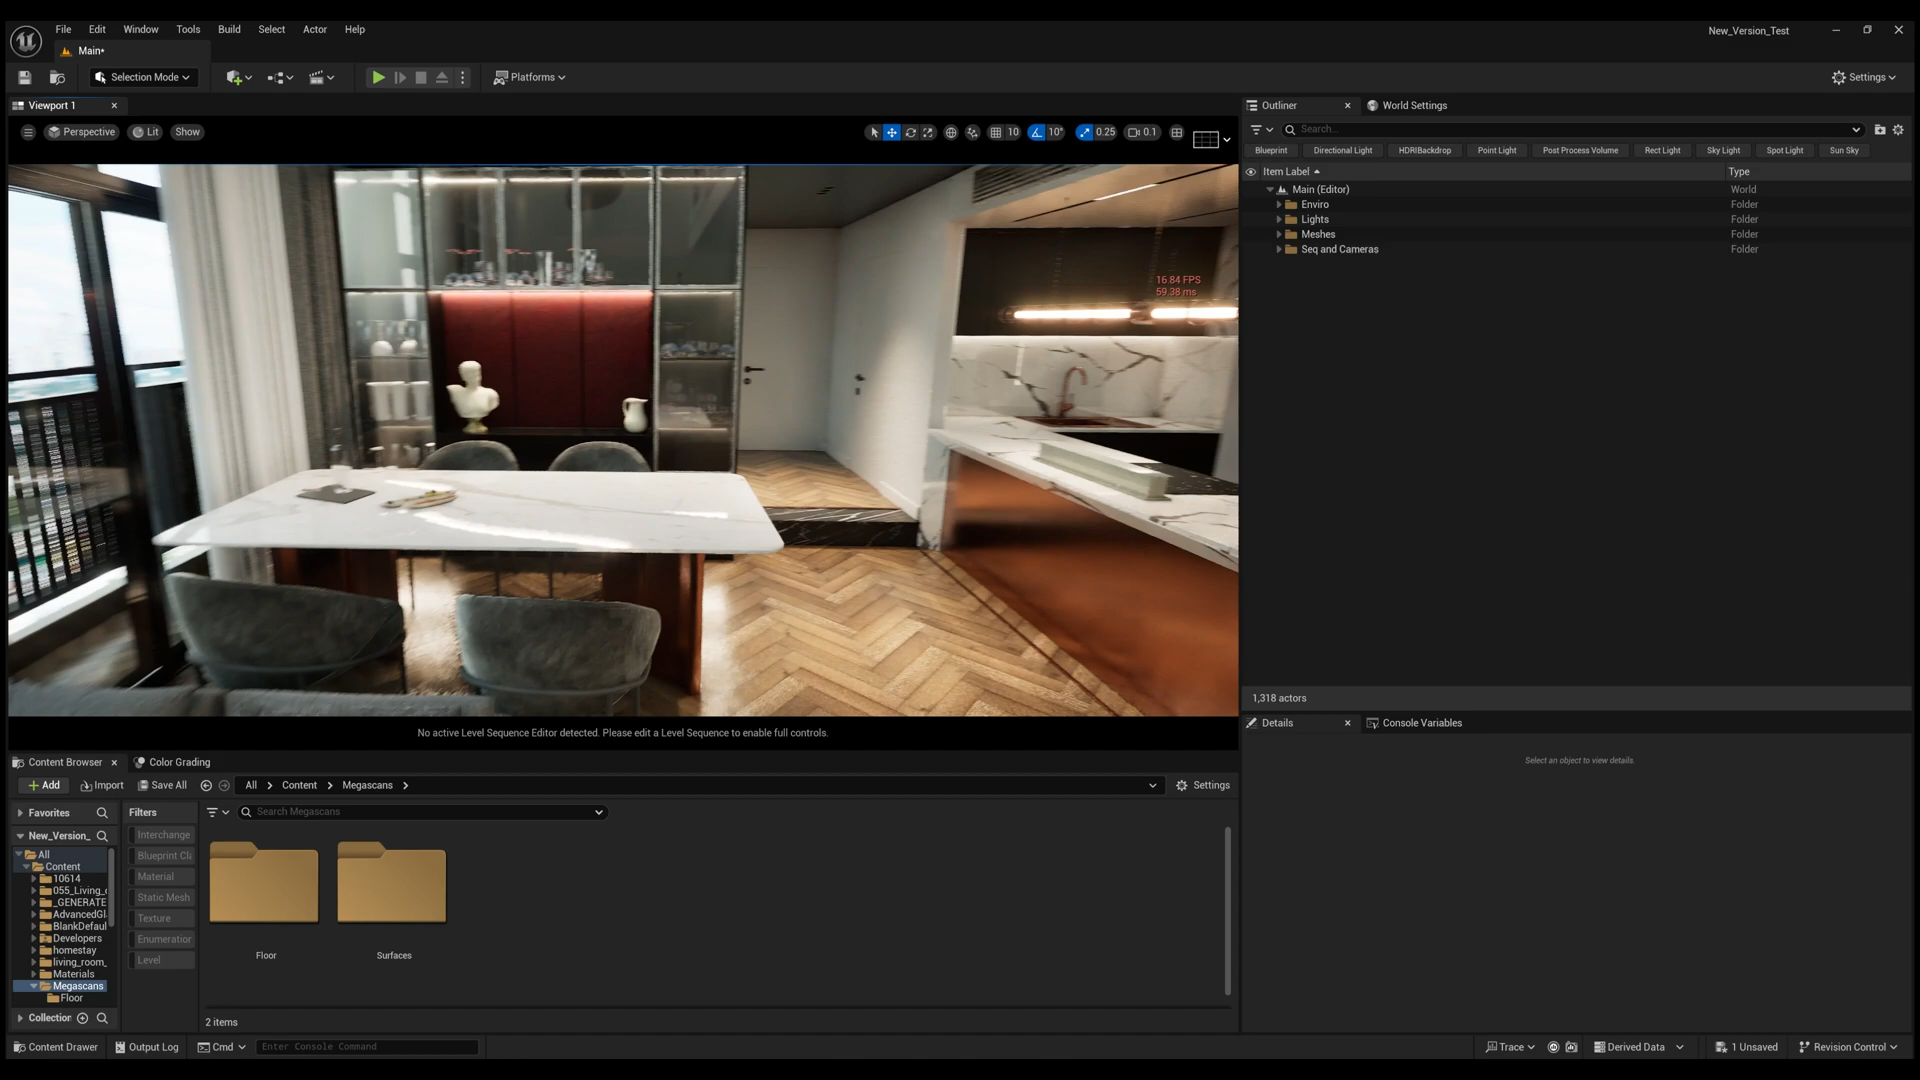 File Edit Window Tools Build Select Actor Help
New_Version_Test
Main*
Selection Mode
Platforms
Settings
Viewport 1
Perspective Lit Show
10 10° 0.25 0.1
16.84 FPS
59.38 ms
No active Level Sequence Editor detected. Please edit a Level Sequence to enable full controls.
Outliner World Settings
Search...
Blueprint Directional Light HDRIBackdrop Point Light Post Process Volume Rect Light Sky Light Spot Light Sun Sky
Item Label Type
Main (Editor) World
Enviro Folder
Lights Folder
Meshes Folder
Seq and Cameras Folder
1,318 actors
Details Console Variables
Select an object to view details.
Content Browser Color Grading
Add Import Save All All Content Megascans Settings
Favorites
New_Version_
All
Content
10614
055_Living_
_GENERATE
AdvancedGl
BlankDefaul
Developers
homestay
living_room_
Materials
Megascans
Floor
Collection
Filters
Interchange
Blueprint Cla
Material
Static Mesh
Texture
Enumeration
Level
Search Megascans
Floor Surfaces
2 items
Content Drawer Output Log Cmd Enter Console Command
Trace Derived Data 1 Unsaved Revision Control